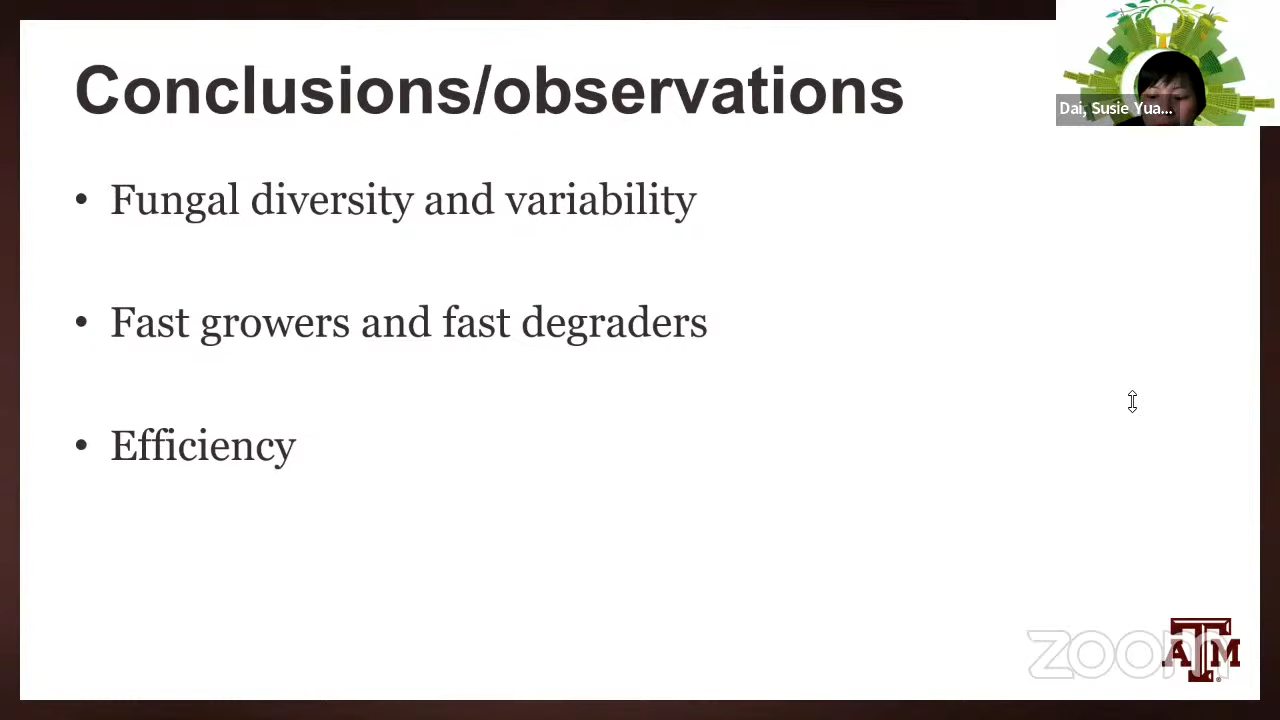 Conclusions/observations
Dai, Susie Yua...
• Fungal diversity and variability
• Fast growers and fast degraders
• Efficiency
zoom
ATM